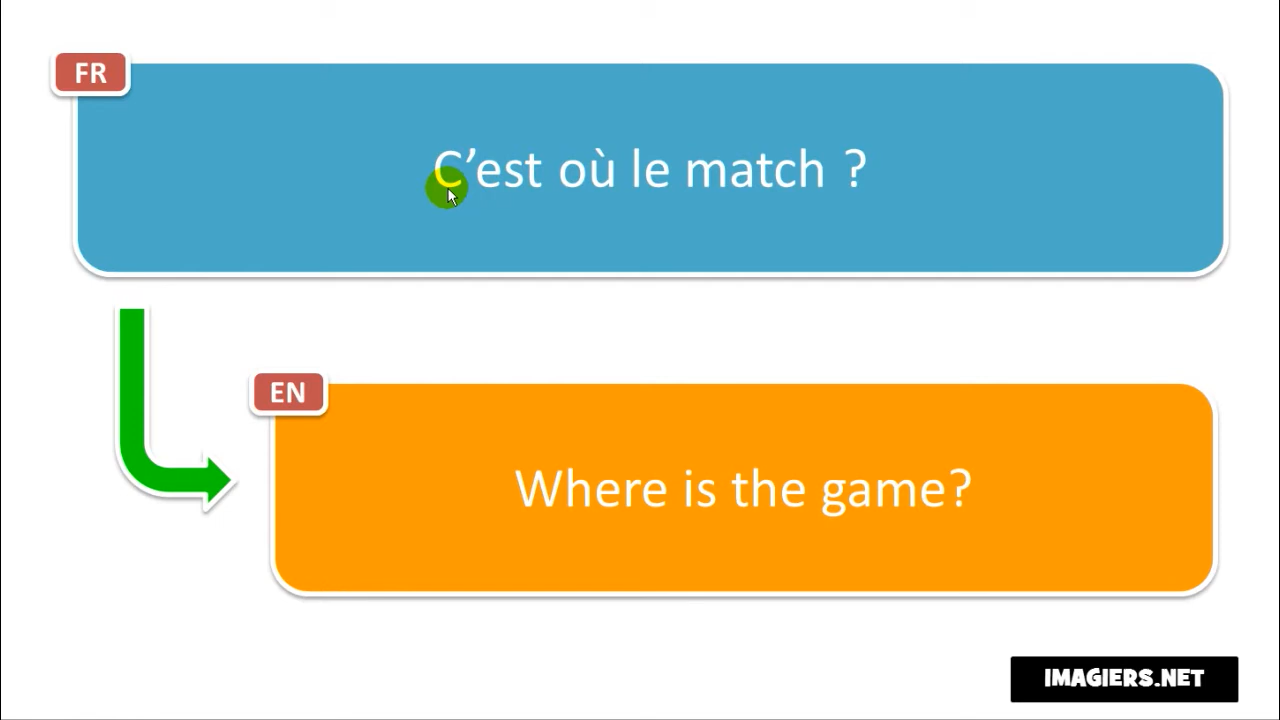 FR
C’est où le match ?
EN
Where is the game?
IMAGIERS.NET